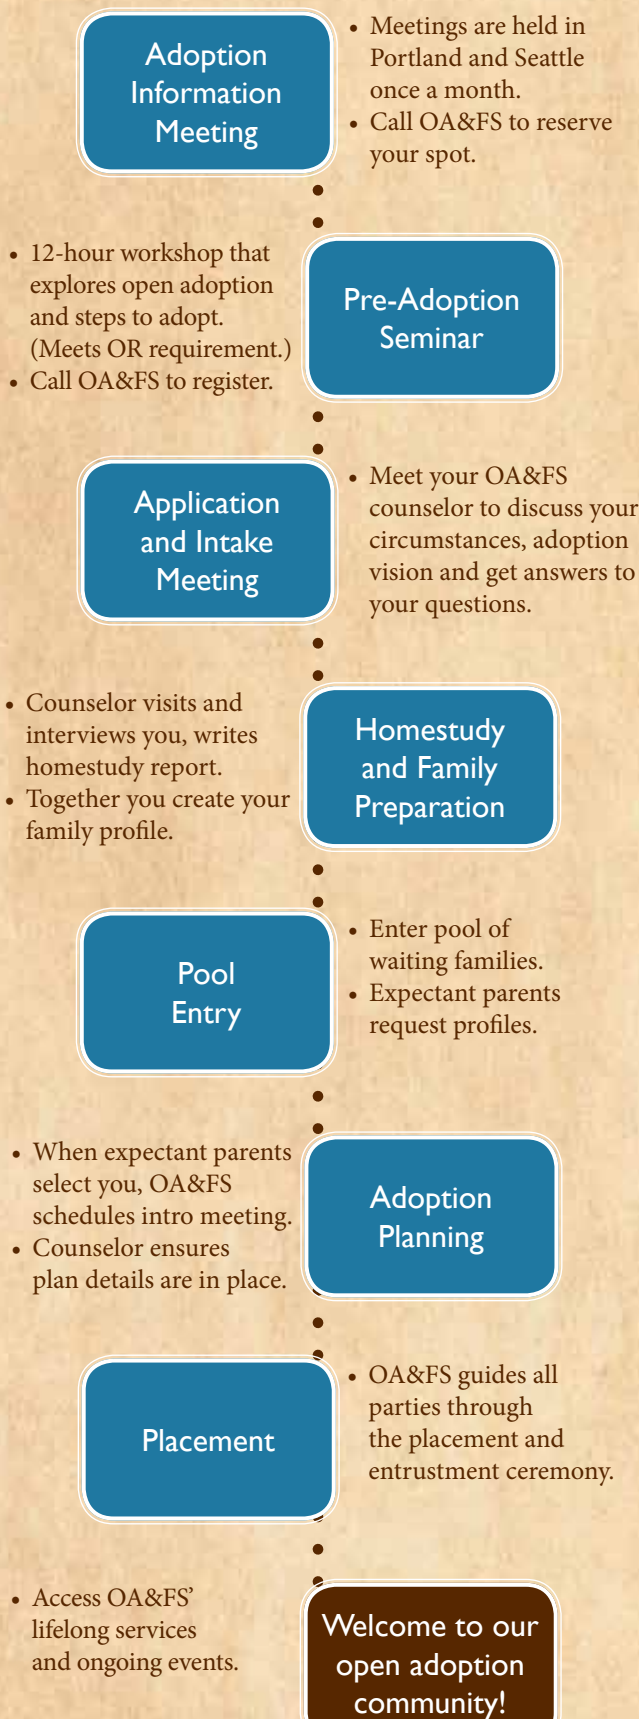 Adoption
Information
Meeting
• Meetings are held in
Portland and Seattle
once a month.
• Call OA&FS to reserve
your spot.
• 12-hour workshop that
explores open adoption
and steps to adopt.
(Meets OR requirement.)
• Call OA&FS to register.
Pre-Adoption
Seminar
Application
and Intake
Meeting
• Meet your OA&FS
counselor to discuss your
circumstances, adoption
vision and get answers to
your questions.
• Counselor visits and
interviews you, writes
homestudy report.
• Together you create your
family profile.
Homestudy
and Family
Preparation
Pool
Entry
• Enter pool of
waiting families.
• Expectant parents
request profiles.
• When expectant parents
select you, OA&FS
schedules intro meeting.
• Counselor ensures
plan details are in place.
Adoption
Planning
Placement
• OA&FS guides all
parties through
the placement and
entrustment ceremony.
• Access OA&FS’
lifelong services
and ongoing events.
Welcome to our
open adoption
community!